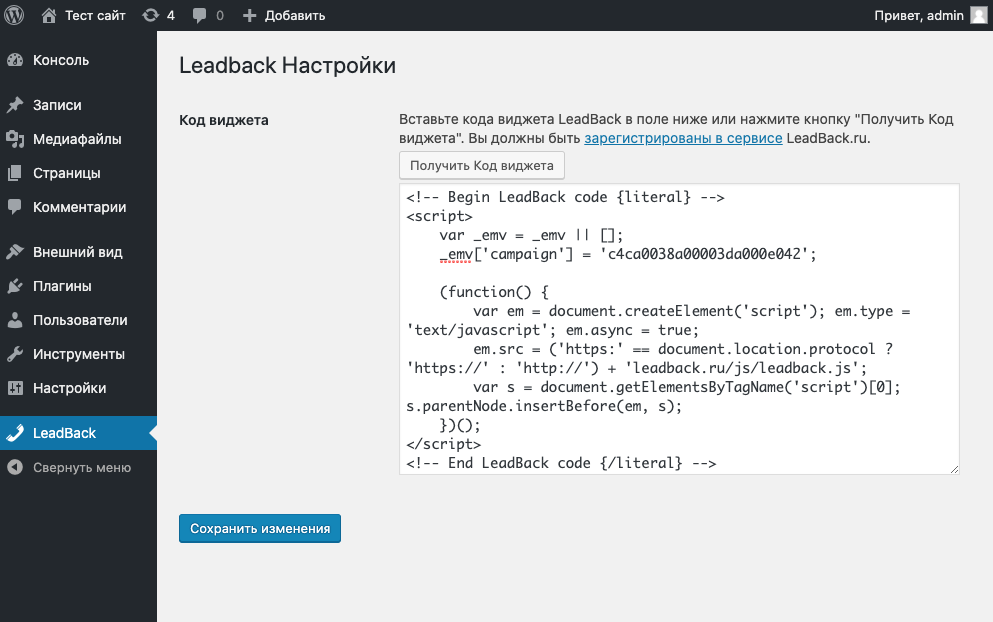 Тест сайт 4 0 Добавить Привет, admin
Консоль
Записи
Медиафайлы
Страницы
Комментарии
Внешний вид
Плагины
Пользователи
Инструменты
Настройки
LeadBack
Свернуть меню
Leadback Настройки
Код виджета
Вставьте кода виджета LeadBack в поле ниже или нажмите кнопку "Получить Код
виджета". Вы должны быть зарегистрированы в сервисе LeadBack.ru.
Получить Код виджета
<!-- Begin LeadBack code {literal} -->
<script>
    var _emv = _emv || [];
    _emv['campaign'] = 'c4ca0038a00003da000e042';

    (function() {
        var em = document.createElement('script'); em.type =
'text/javascript'; em.async = true;
        em.src = ('https:' == document.location.protocol ?
'https://' : 'http://') + 'leadback.ru/js/leadback.js';
        var s = document.getElementsByTagName('script')[0];
s.parentNode.insertBefore(em, s);
    })();
</script>
<!-- End LeadBack code {/literal} -->
Сохранить изменения